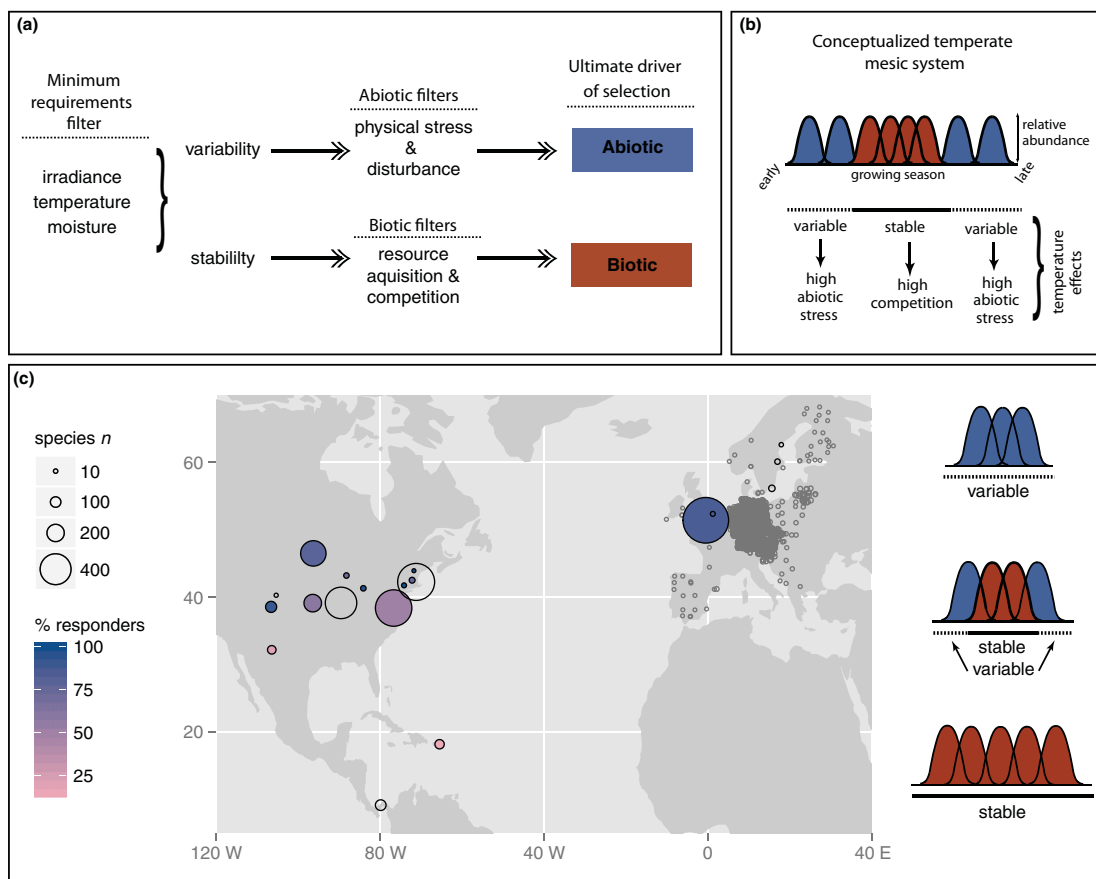 (a)
Minimum
requirements
filter
irradiance
temperature
moisture
variability
stabililty
Abiotic filters
physical stress
&
disturbance
Biotic filters
resource
aquisition &
competition
Ultimate driver
of selection
Abiotic
Biotic
(b)
Conceptualized temperate
mesic system
relative
abundance
early
growing season
late
variable
stable
variable
high
abiotic
stress
high
competition
high
abiotic
stress
temperature
effects
(c)
species n
10
100
200
400
% responders
100
75
50
25
60
40
20
120 W
80 W
40 W
0
40 E
variable
stable
variable
stable